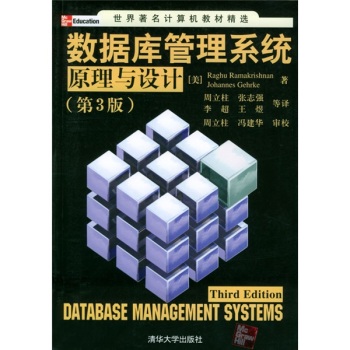 Education
世界著名计算机教材精选
数据库管理系统
原理与设计
(第3版)
[美] Raghu Ramakrishnan
Johannes Gehrke 著
周立柱 张志强
李超 王煜 等译
周立柱 冯建华 审校
Third Edition
DATABASE MANAGEMENT SYSTEMS
清华大学出版社
Mc
Graw
Hill